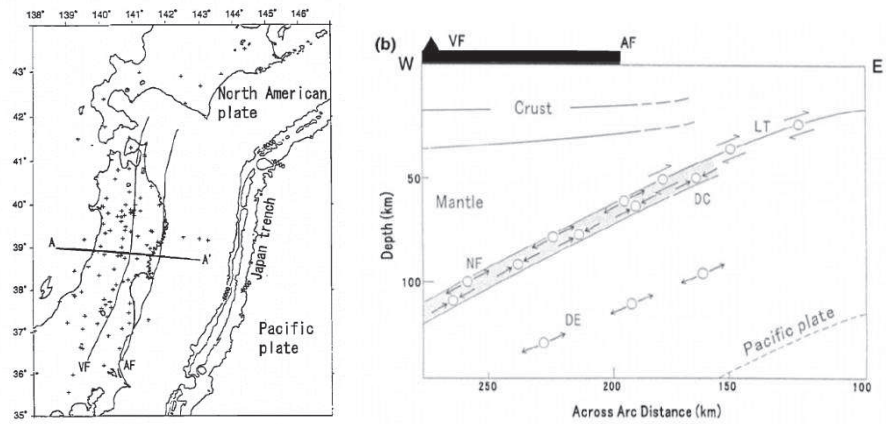 138° 139° 140° 141° 142° 143° 144° 145° 146°
43°
42°
41°
40°
39°
38°
37°
36°
35°
North American
plate
A
A'
Japan trench
Pacific
plate
VF
AF
(b)
VF
AF
W
E
Crust
LT
50
Mantle
DC
NF
100
DE
Pacific plate
Depth (km)
250
200
150
100
Across Arc Distance (km)